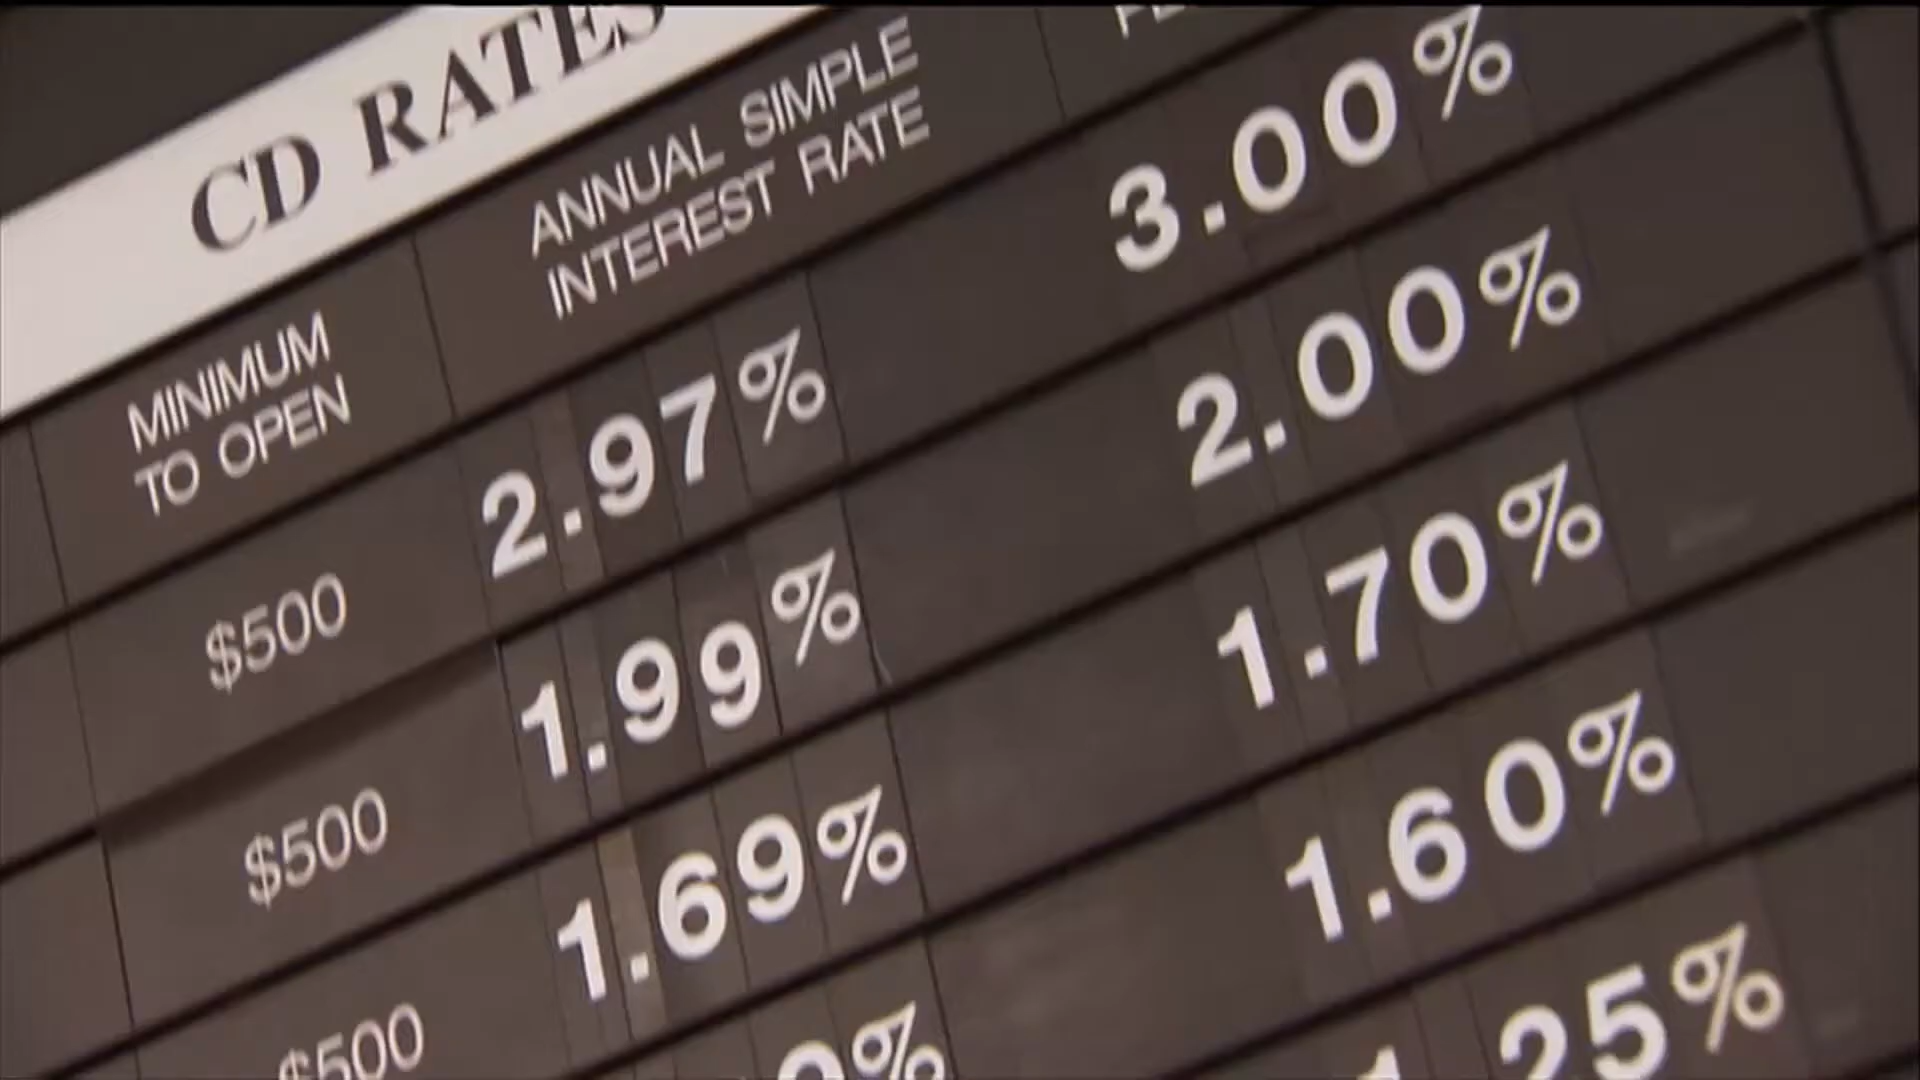 CD RATES
MINIMUM
TO OPEN
ANNUAL SIMPLE
INTEREST RATE
$500 2.97% 3.00%
$500 1.99% 2.00%
$500 1.69% 1.70%
1.60%
25%